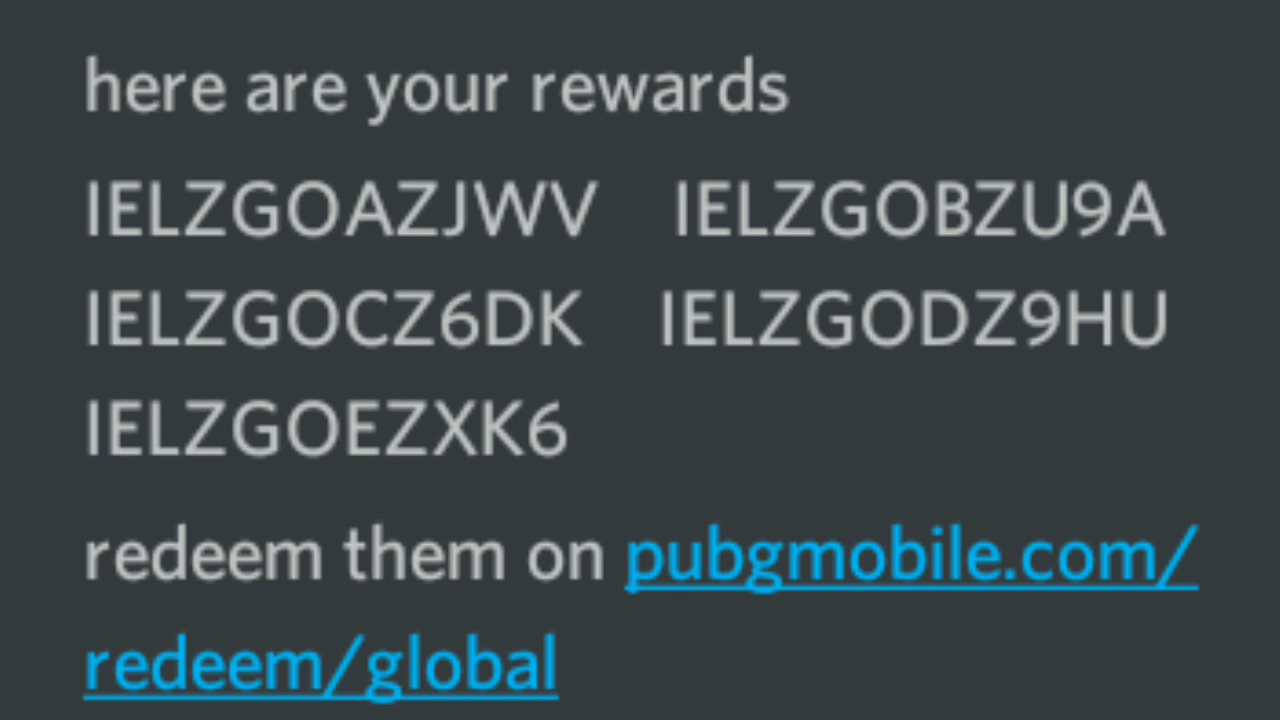 here are your rewards
IELZGOAZJWV IELZGOBZU9A
IELZGOCZ6DK IELZGODZ9HU
IELZGOEZXK6
redeem them on pubgmobile.com/
redeem/global